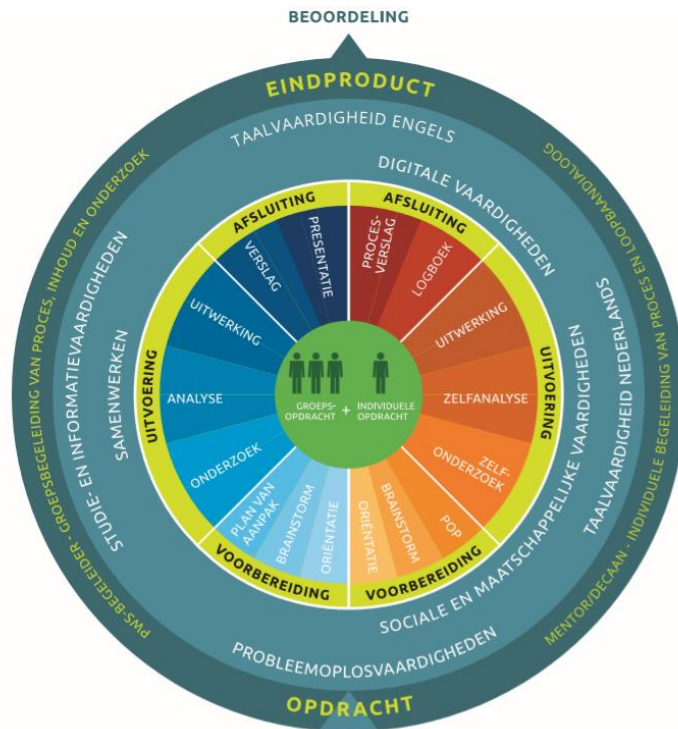 BEOORDELING
EINDPRODUCT
TAALVAARDIGHEID ENGELS
DIGITALE VAARDIGHEDEN
TAALVAARDIGHEID NEDERLANDS
SOCIALE EN MAATSCHAPPELIJKE VAARDIGHEDEN
PROBLEEMOPLOSVAARDIGHEDEN
STUDIE- EN INFORMATIEVAARDIGHEDEN
SAMENWERKEN
PWS-BEGELEIDER - GROEPSBEGELEIDING VAN PROCES, INHOUD EN ONDERZOEK
MENTOR/DECAAN - INDIVIDUELE BEGELEIDING VAN PROCES EN LOOPBAANDIALOOG
AFSLUITING
VERSLAG
PRESENTATIE
UITVOERING
UITWERKING
ANALYSE
ONDERZOEK
VOORBEREIDING
PLAN VAN
AANPAK
BRAINSTORM
ORIËNTATIE
AFSLUITING
PROCES-
VERSLAG
LOGBOEK
UITVOERING
UITWERKING
ZELFANALYSE
ZELF-
ONDERZOEK
VOORBEREIDING
POP
BRAINSTORM
ORIËNTATIE
GROEPS-
OPDRACHT
+
INDIVIDUELE
OPDRACHT
OPDRACHT